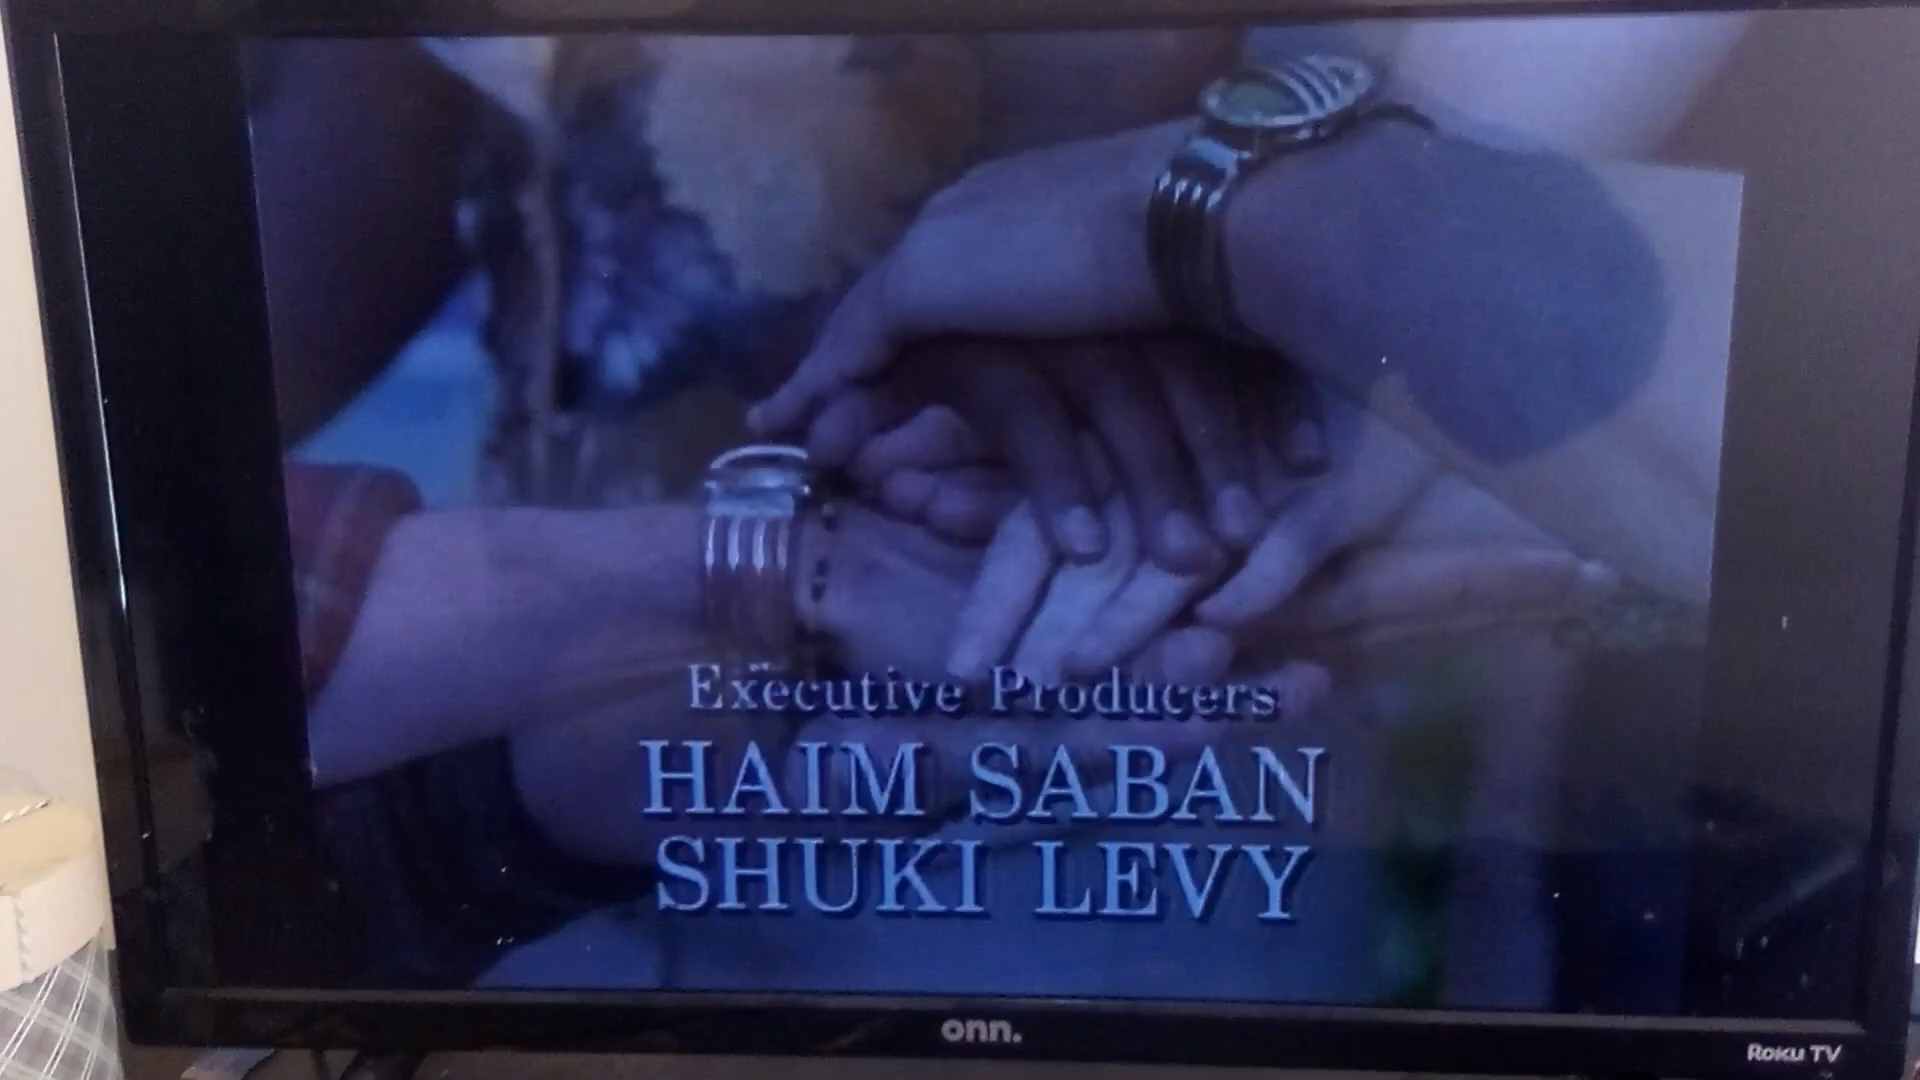 Executive Producers
HAIM SABAN
SHUKI LEVY
onn.
Roku TV